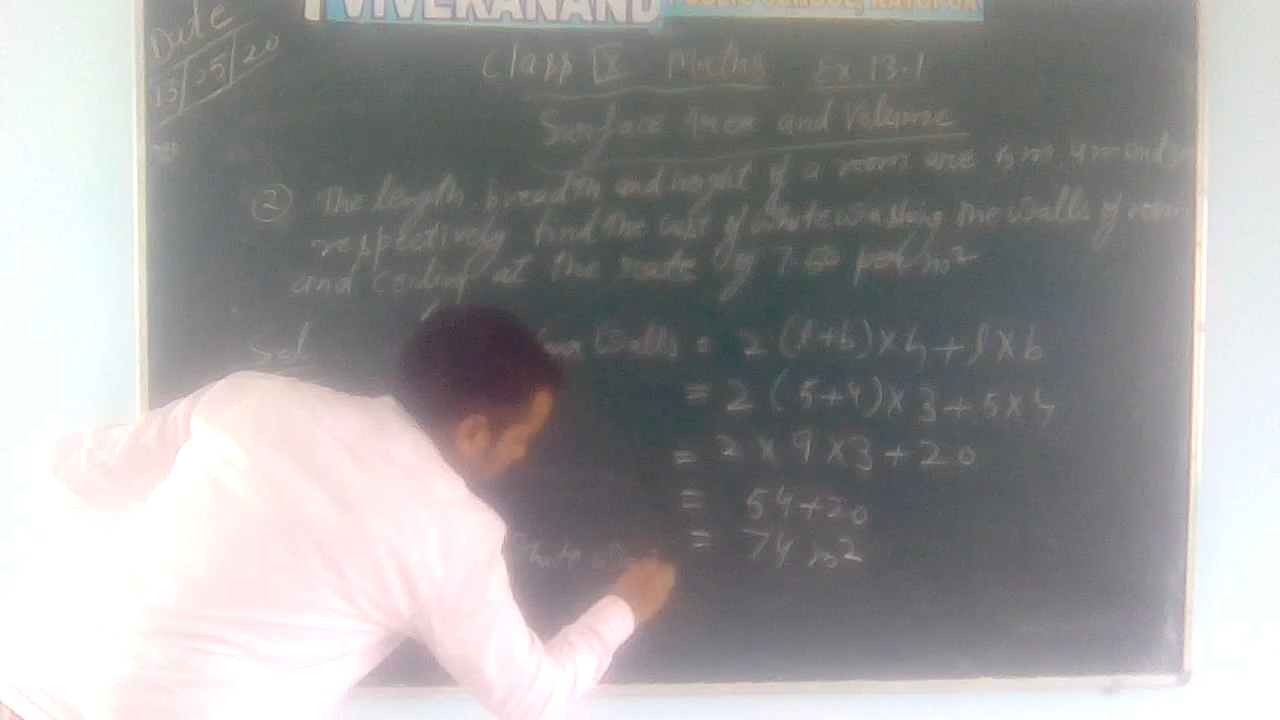 VIVEKANAND PUBLIC SCHOOL,
Date
13/05/20
Class IX Maths Ex 13.1
Surface Area and Volume
② The length breadth and height of a room are 5m, 4m and
respectively find the cost of white washing the walls of room
and ceiling at the rate of 7.50 per m²
Sol
Walls = 2 (l+b)×h+l×b
= 2 (5+4)×3+5×4
= 2 × 9 ×3+20
= 54+20
= 74 m²